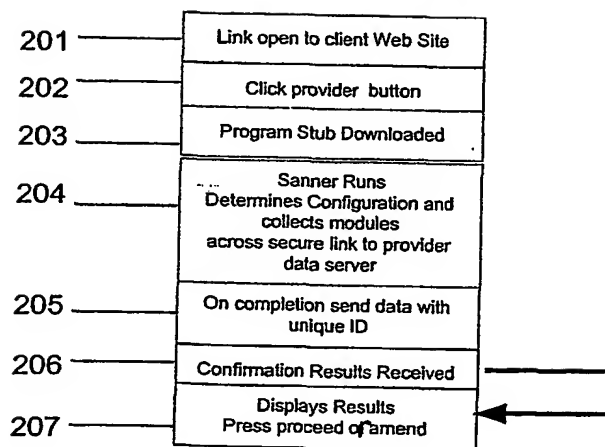 201 Link open to client Web Site
202 Click provider button
203 Program Stub Downloaded
204 Sanner Runs
Determines Configuration and
collects modules
across secure link to provider
data server
205 On completion send data with
unique ID
206 Confirmation Results Received
Displays Results
207 Press proceed or amend